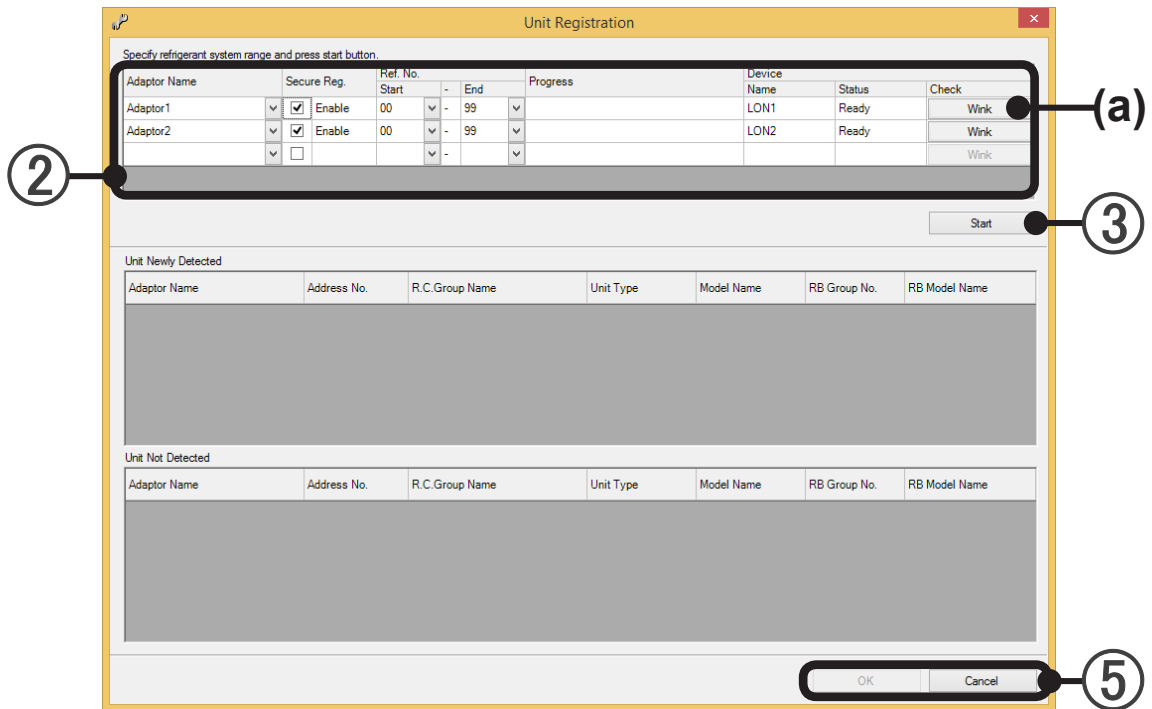 Unit Registration
Specify refrigerant system range and press start button.
Adaptor Name Secure Reg. Ref. No. Progress Device
Start - End Name Status Check
Adaptor1 Enable 00 - 99 LON1 Ready Wink (a)
Adaptor2 Enable 00 - 99 LON2 Ready Wink
- Wink
②
Start ③
Unit Newly Detected
Adaptor Name Address No. R.C.Group Name Unit Type Model Name RB Group No. RB Model Name
Unit Not Detected
Adaptor Name Address No. R.C.Group Name Unit Type Model Name RB Group No. RB Model Name
OK Cancel ⑤